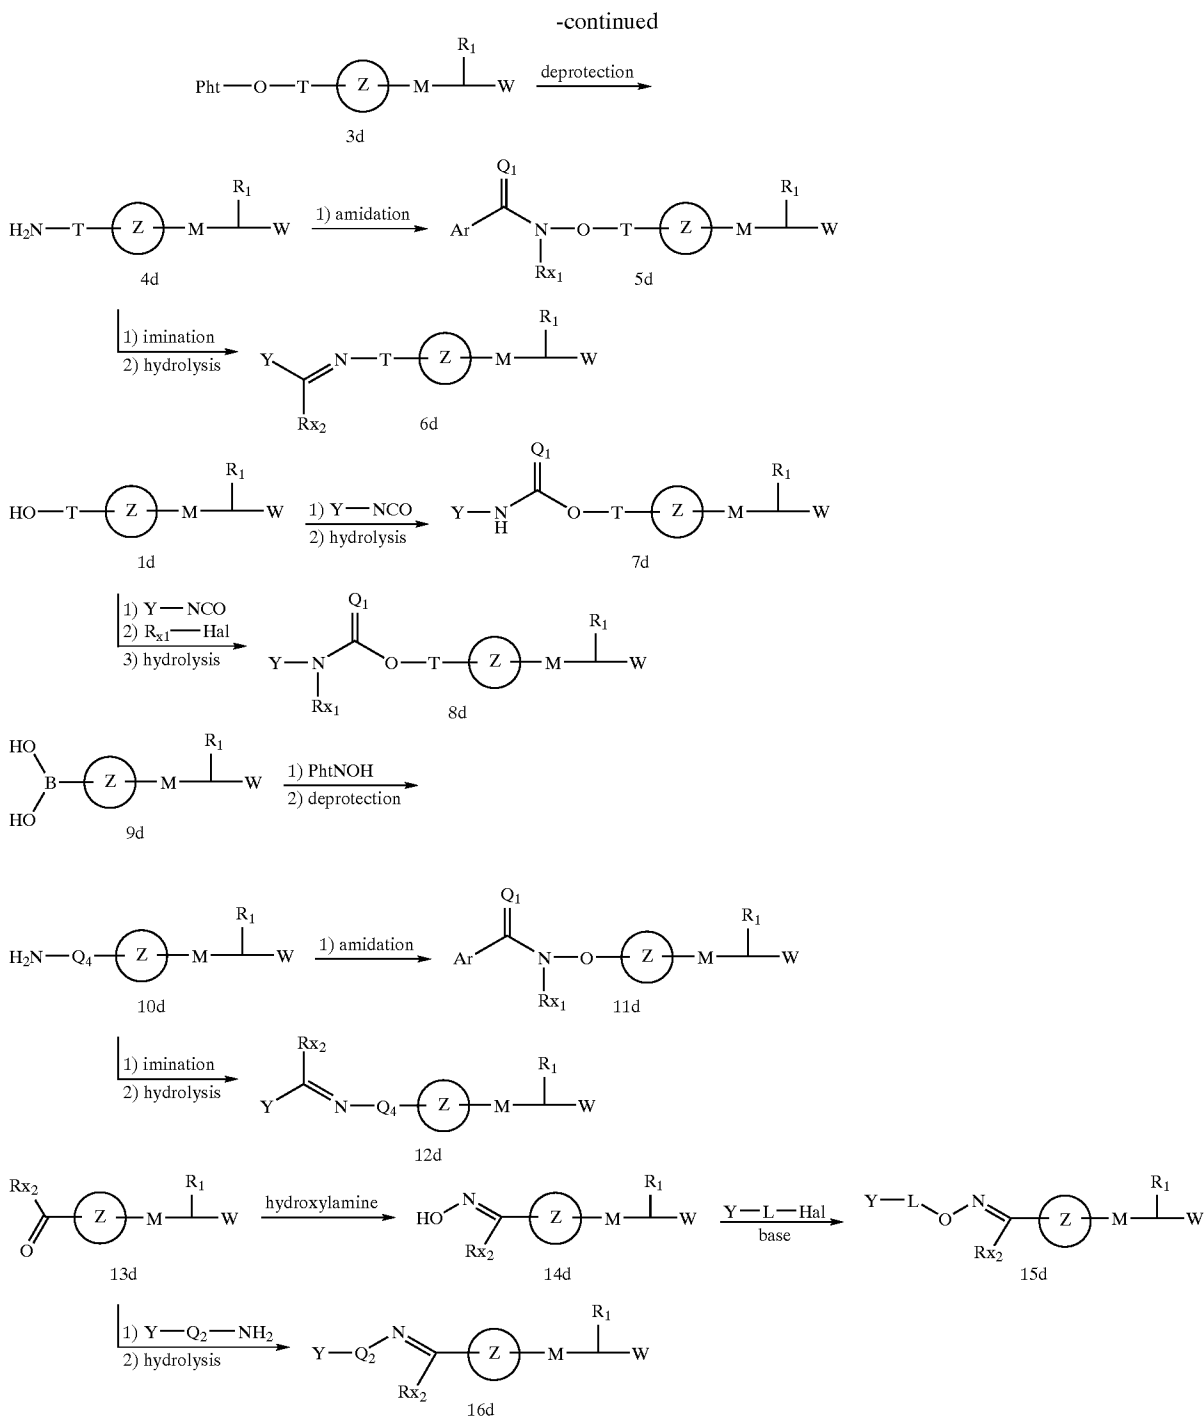 -continued
R1
Pht—O—T—Z—M—W
deprotection
3d
Q1
R1
R1
H2N—T—Z—M—W
1) amidation
Ar
N—O—T—Z—M—W
Rx1
4d
5d
R1
1) imination
2) hydrolysis
Y
N—T—Z—M—W
Rx2
6d
Q1
R1
R1
HO—T—Z—M—W
1) Y—NCO
2) hydrolysis
Y—N
H
O—T—Z—M—W
1d
7d
Q1
R1
1) Y—NCO
2) Rx1—Hal
3) hydrolysis
Y—N
O—T—Z—M—W
Rx1
8d
HO
R1
B—Z—M—W
1) PhtNOH
2) deprotection
HO
9d
Q1
R1
R1
H2N—Q4—Z—M—W
1) amidation
Ar
N—O—Z—M—W
Rx1
10d
11d
Rx2
R1
1) imination
2) hydrolysis
Y
N—Q4—Z—M—W
12d
Rx2
R1
O
Z—M—W
hydroxylamine
HO
N
Rx2
Z—M—W
R1
Y—L—Hal
base
Y—L
O
N
Rx2
Z—M—W
R1
13d
14d
15d
1) Y—Q2—NH2
2) hydrolysis
Y—Q2
N
Rx2
Z—M—W
R1
16d